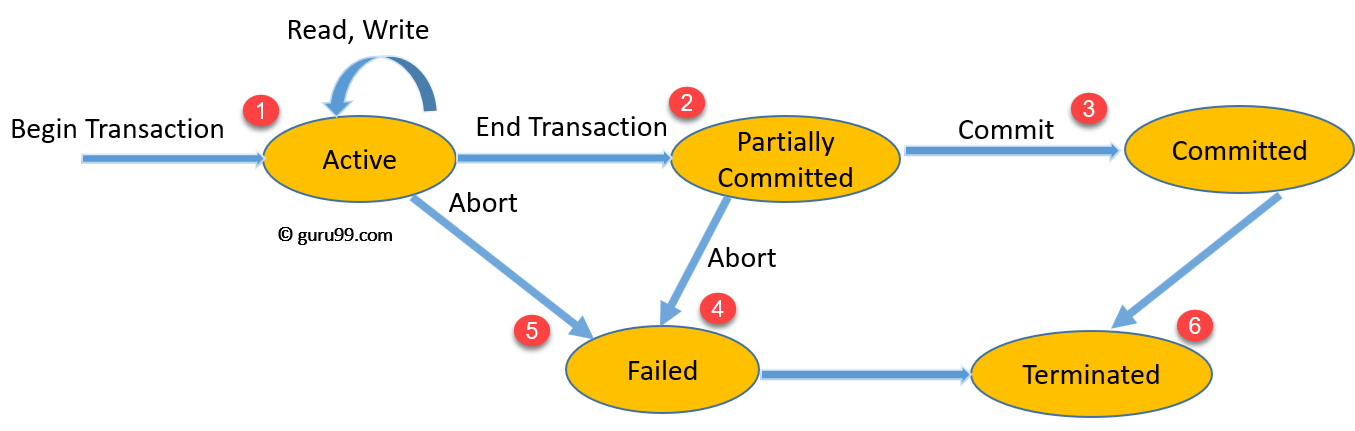 Read, Write
1
2
3
Begin Transaction
End Transaction
Commit
Active
Partially
Committed
Committed
Abort
© guru99.com
Abort
4
5
6
Failed
Terminated